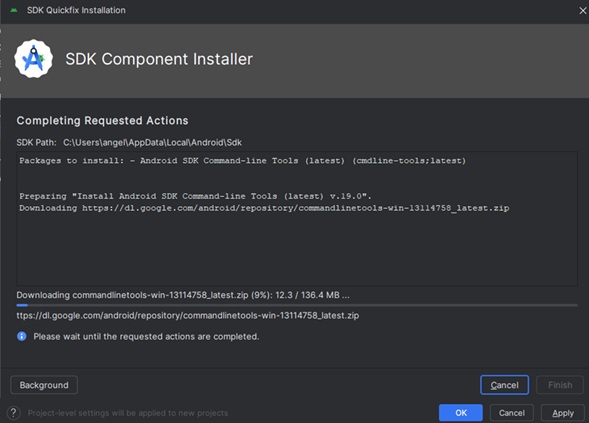 SDK Quickfix Installation
SDK Component Installer
Completing Requested Actions
SDK Path: C:\Users\angel\AppData\Local\Android\Sdk
Packages to install: - Android SDK Command-line Tools (latest) (cmdline-tools;latest)
Preparing "Install Android SDK Command-line Tools (latest) v.19.0".
Downloading https://dl.google.com/android/repository/commandlinetools-win-13114758_latest.zip
Downloading commandlinetools-win-13114758_latest.zip (9%): 12.3 / 136.4 MB ...
ttps://dl.google.com/android/repository/commandlinetools-win-13114758_latest.zip
Please wait until the requested actions are completed.
Background
Cancel
Finish
? Project-level settings will be applied to new projects
OK
Cancel
Apply